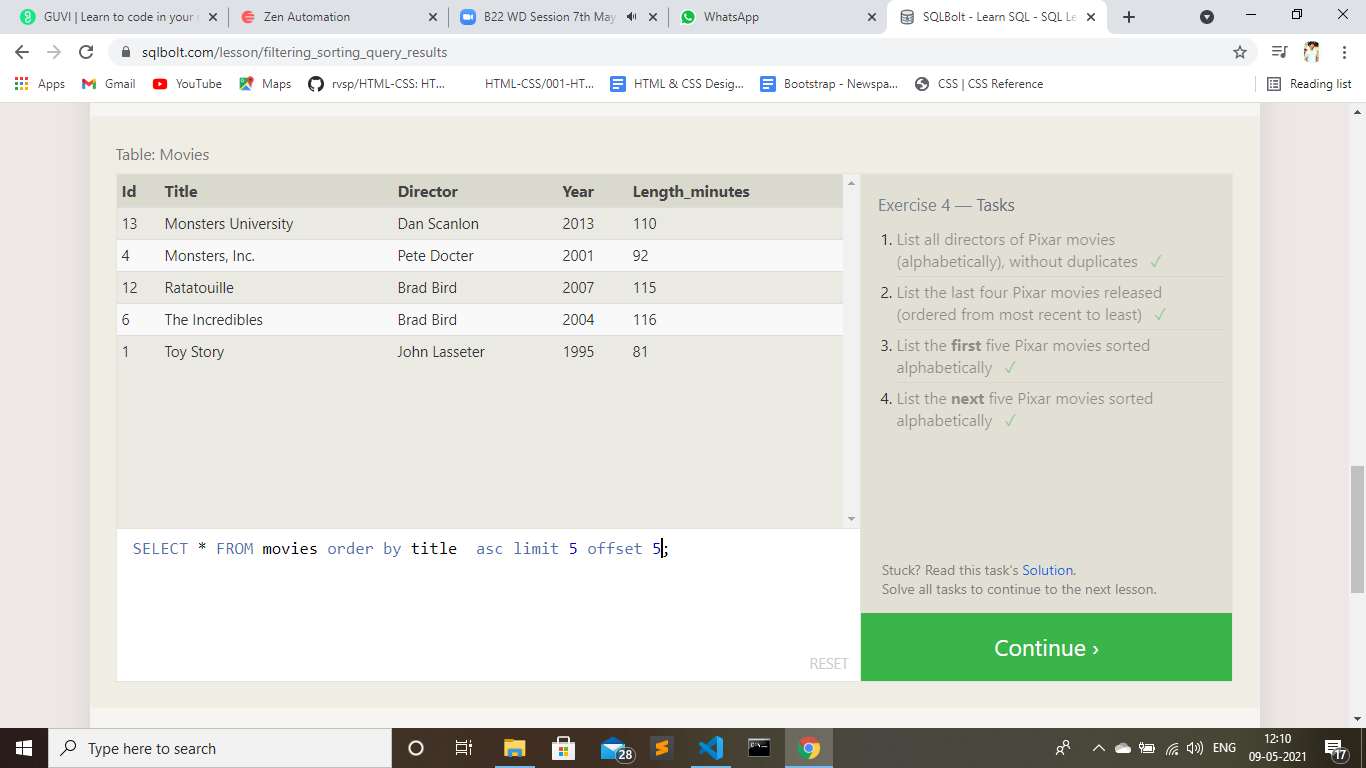 GUVI | Learn to code in your n
Zen Automation
B22 WD Session 7th May
WhatsApp
SQLBolt - Learn SQL - SQL Le
sqlbolt.com/lesson/filtering_sorting_query_results
Apps
Gmail
YouTube
Maps
rvsp/HTML-CSS: HT...
HTML-CSS/001-HT...
HTML & CSS Desig...
Bootstrap - Newspa...
CSS | CSS Reference
Reading list
Table: Movies
Id Title Director Year Length_minutes
13 Monsters University Dan Scanlon 2013 110
4 Monsters, Inc. Pete Docter 2001 92
12 Ratatouille Brad Bird 2007 115
6 The Incredibles Brad Bird 2004 116
1 Toy Story John Lasseter 1995 81
SELECT * FROM movies order by title  asc limit 5 offset 5;
RESET
Exercise 4 — Tasks
1. List all directors of Pixar movies
(alphabetically), without duplicates ✓
2. List the last four Pixar movies released
(ordered from most recent to least) ✓
3. List the first five Pixar movies sorted
alphabetically ✓
4. List the next five Pixar movies sorted
alphabetically ✓
Stuck? Read this task's Solution.
Solve all tasks to continue to the next lesson.
Continue ›
Type here to search
28
ENG
12:10
09-05-2021
17